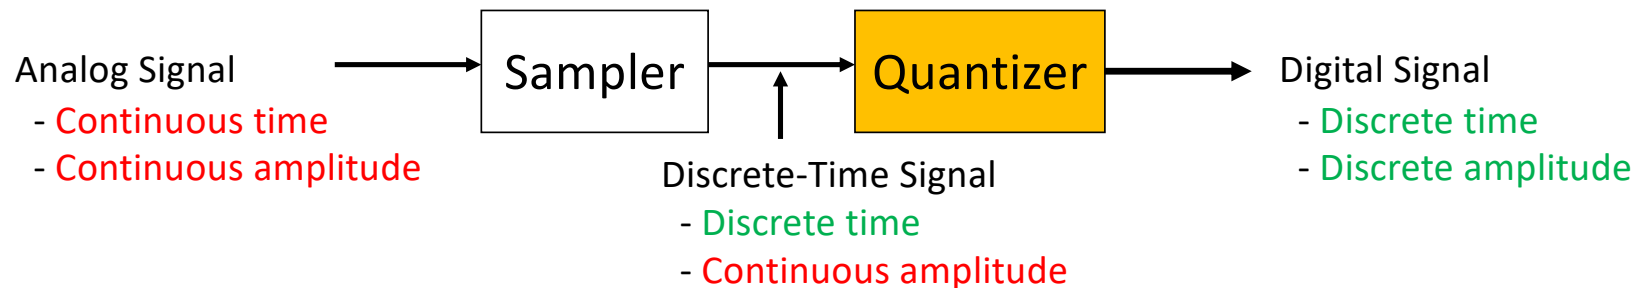 Analog Signal
- Continuous time
- Continuous amplitude
Sampler
Quantizer
Discrete-Time Signal
- Discrete time
- Continuous amplitude
Digital Signal
- Discrete time
- Discrete amplitude